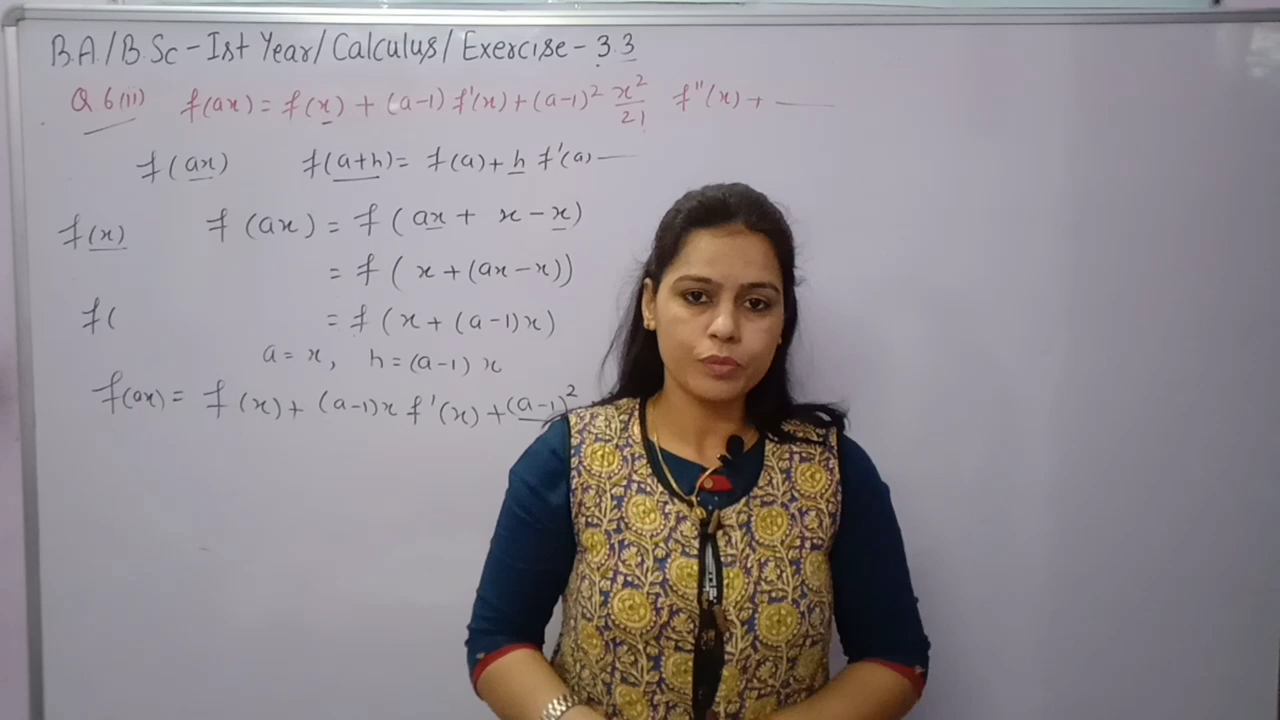 B.A./B.Sc - Ist Year/Calculus/Exercise - 3.3
Q 6(ii) f(ax) = f(x) + (a-1) f'(x) + (a-1)² x²/2! f''(x) + ——
f(ax) f(a+h) = f(a) + h f'(a) ——
f(x) f(ax) = f(ax + x - x)
= f(x + (ax - x))
f( = f(x + (a-1)x)
a = x, h = (a-1) x
f(ax) = f(x) + (a-1)x f'(x) + (a-1)²